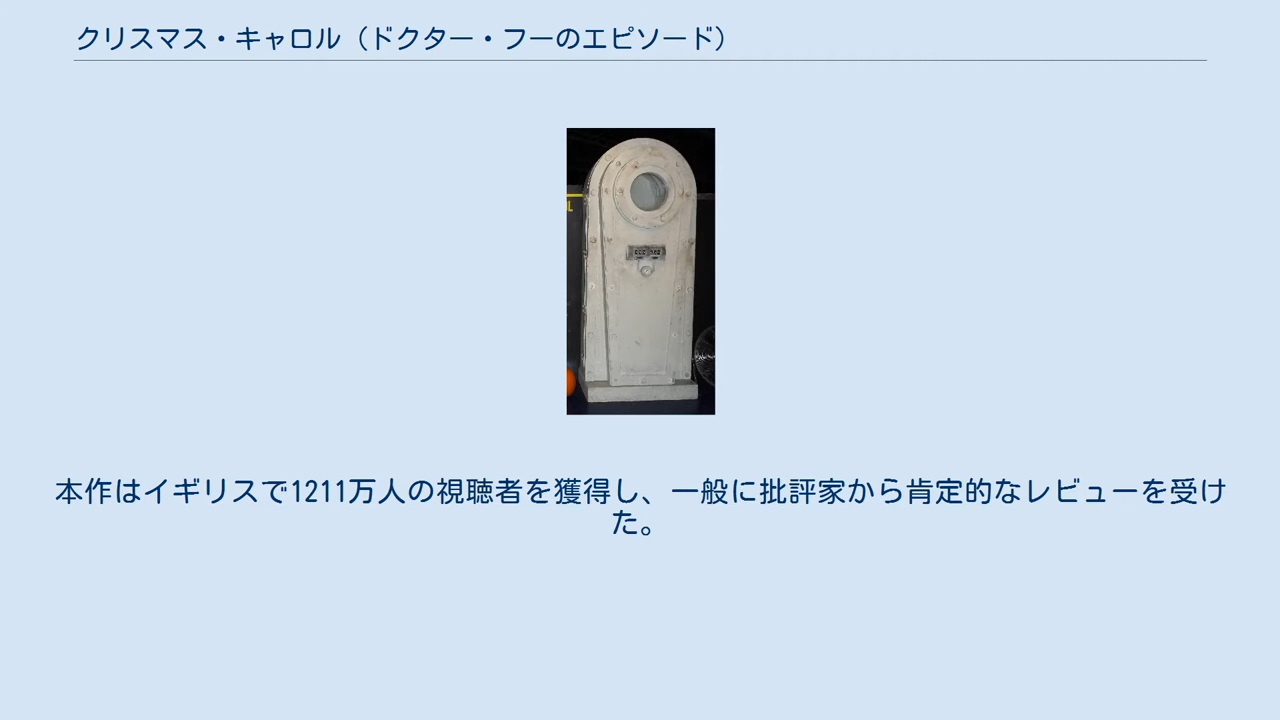 クリスマス・キャロル（ドクター・フーのエピソード）
本作はイギリスで1211万人の視聴者を獲得し、一般に批評家から肯定的なレビューを受け
た。